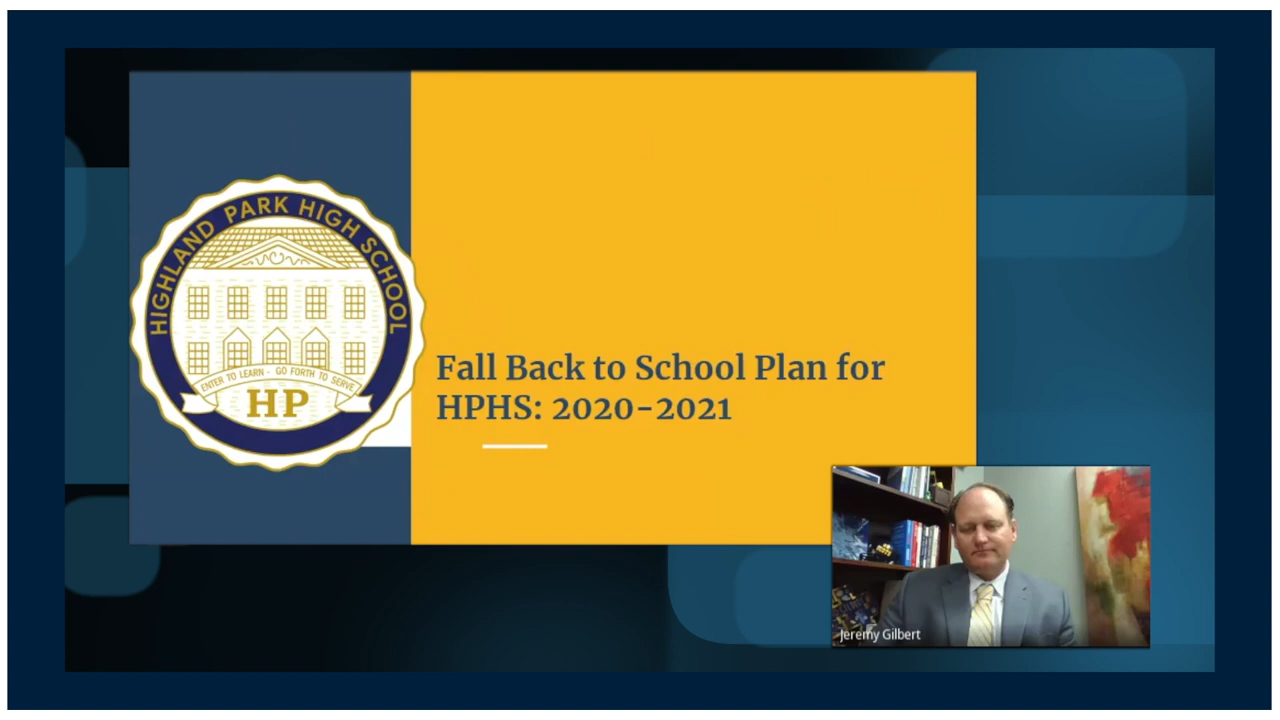 HIGHLAND PARK HIGH SCHOOL
ENTER TO LEARN - GO FORTH TO SERVE
HP
Fall Back to School Plan for
HPHS: 2020-2021
Jeremy Gilbert